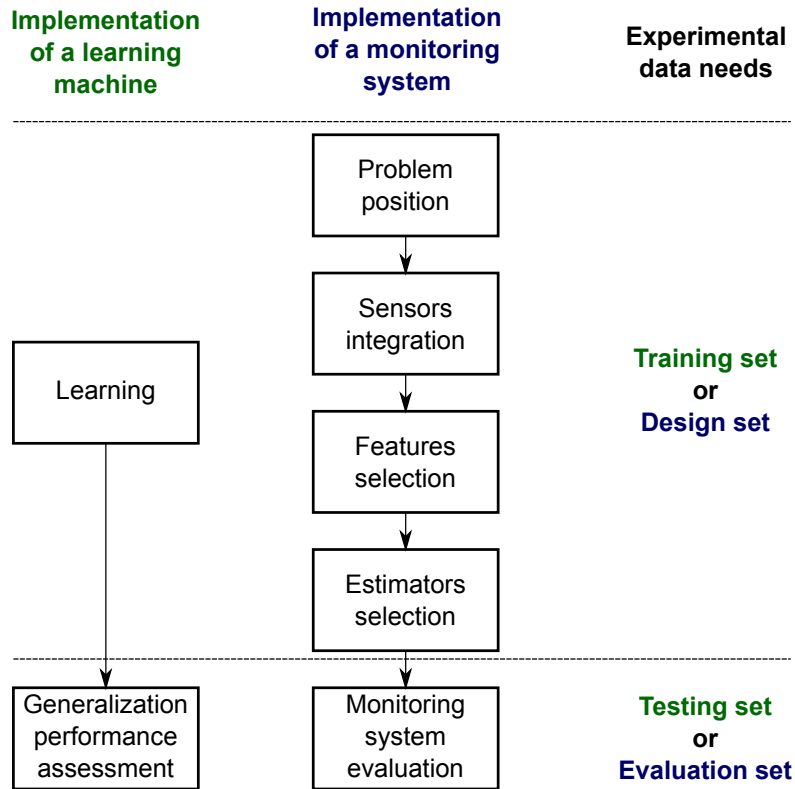 Implementation
of a learning
machine
Implementation
of a monitoring
system
Experimental
data needs
Problem
position
Sensors
integration
Learning
Training set
or
Design set
Features
selection
Estimators
selection
Generalization
performance
assessment
Monitoring
system
evaluation
Testing set
or
Evaluation set